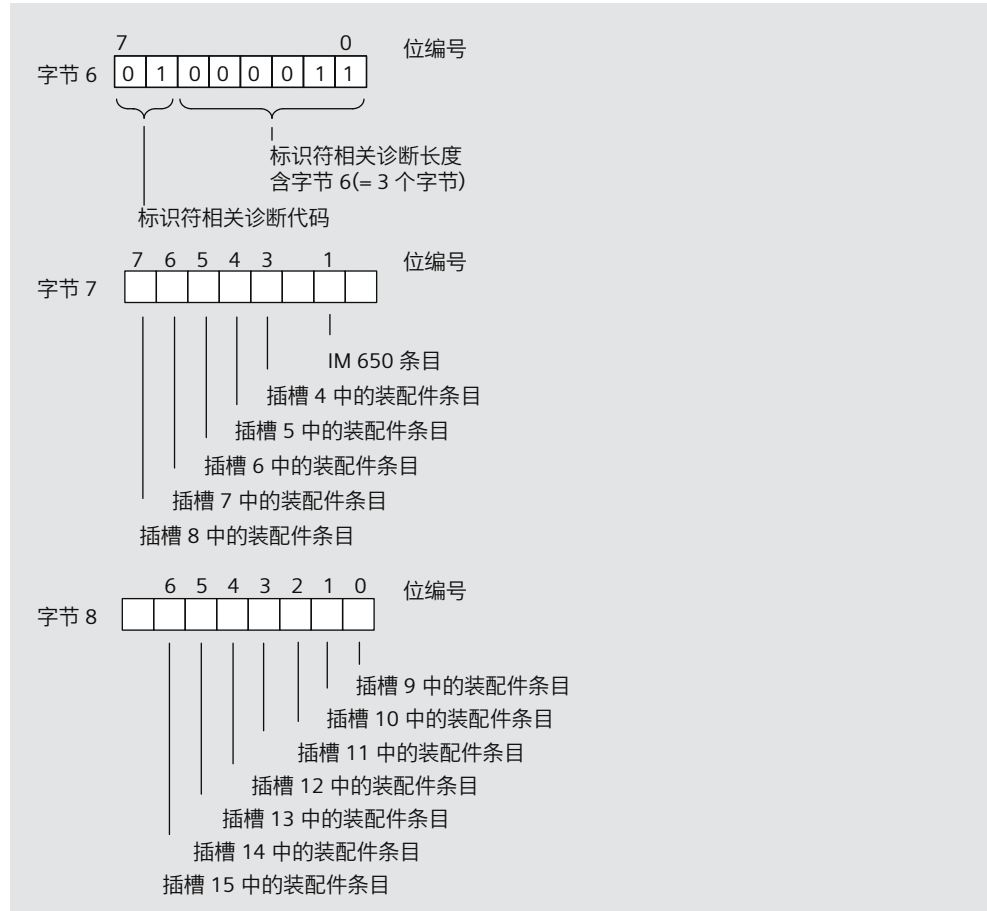 7 0 位编号
字节 6 0 1 0 0 0 0 1 1
标识符相关诊断长度
含字节 6(= 3 个字节)
标识符相关诊断代码
7 6 5 4 3 1 位编号
字节 7
IM 650 条目
插槽 4 中的装配件条目
插槽 5 中的装配件条目
插槽 6 中的装配件条目
插槽 7 中的装配件条目
插槽 8 中的装配件条目
6 5 4 3 2 1 0 位编号
字节 8
插槽 9 中的装配件条目
插槽 10 中的装配件条目
插槽 11 中的装配件条目
插槽 12 中的装配件条目
插槽 13 中的装配件条目
插槽 14 中的装配件条目
插槽 15 中的装配件条目